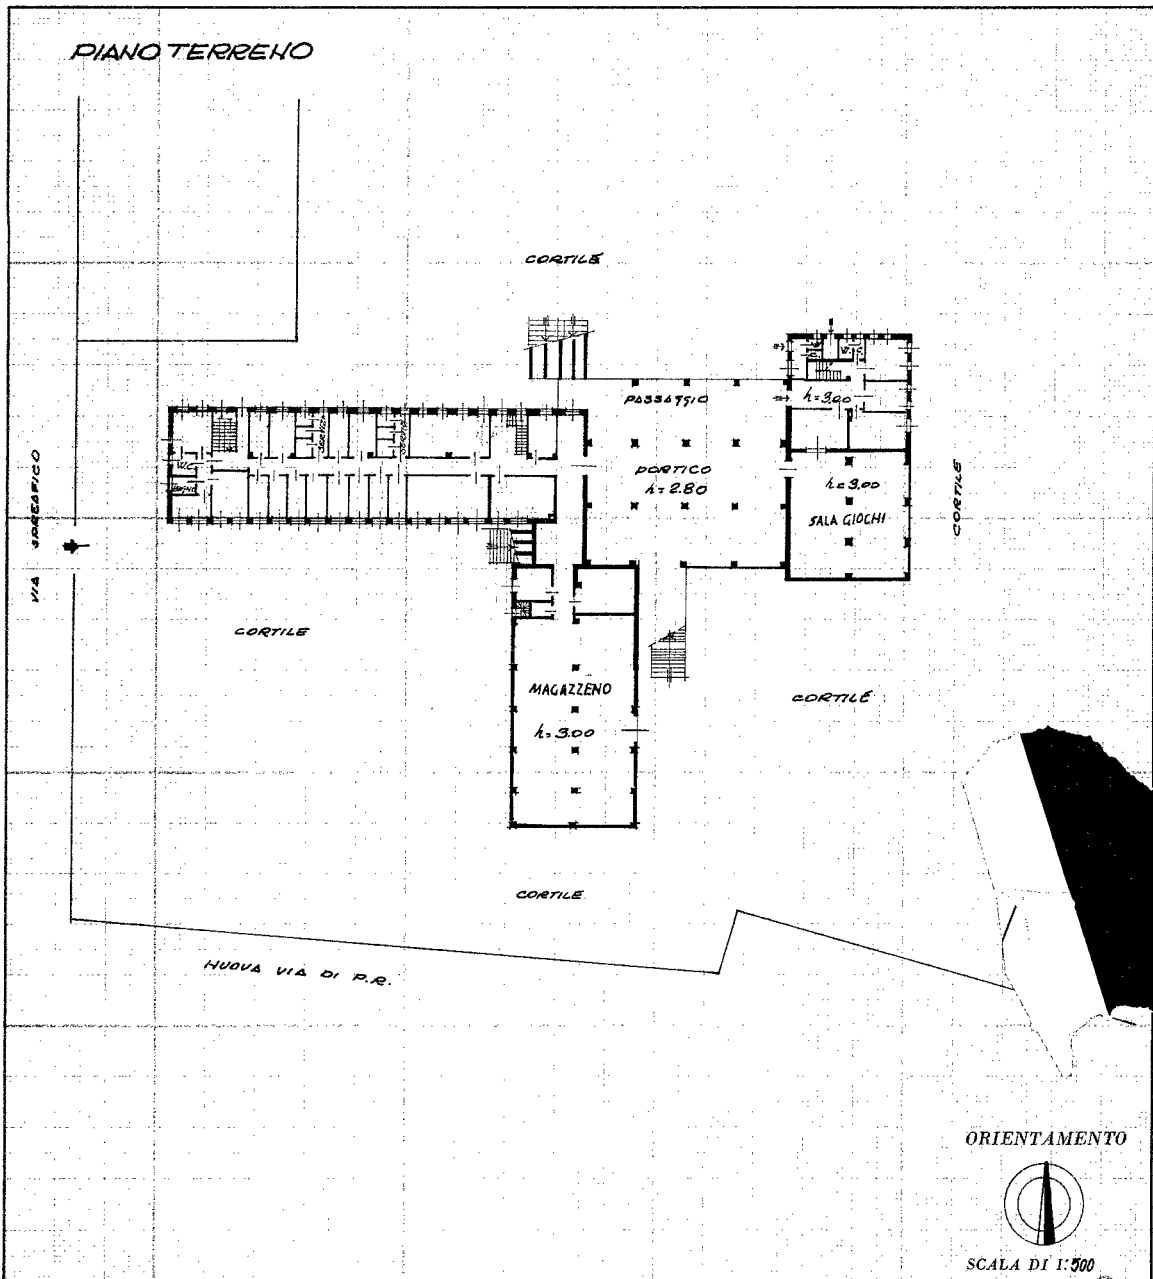 PIANO TERRENO
CORTILE
PASSAGGIO
h=3.00
PORTICO
h=2.80
h=3.00
SALA GIOCHI
CORTILE
VIA
W.C.
CORTILE
MAGAZZENO
h=3.00
CORTILE
CORTILE
NUOVA VIA DI P.R.
ORIENTAMENTO
SCALA DI 1:500